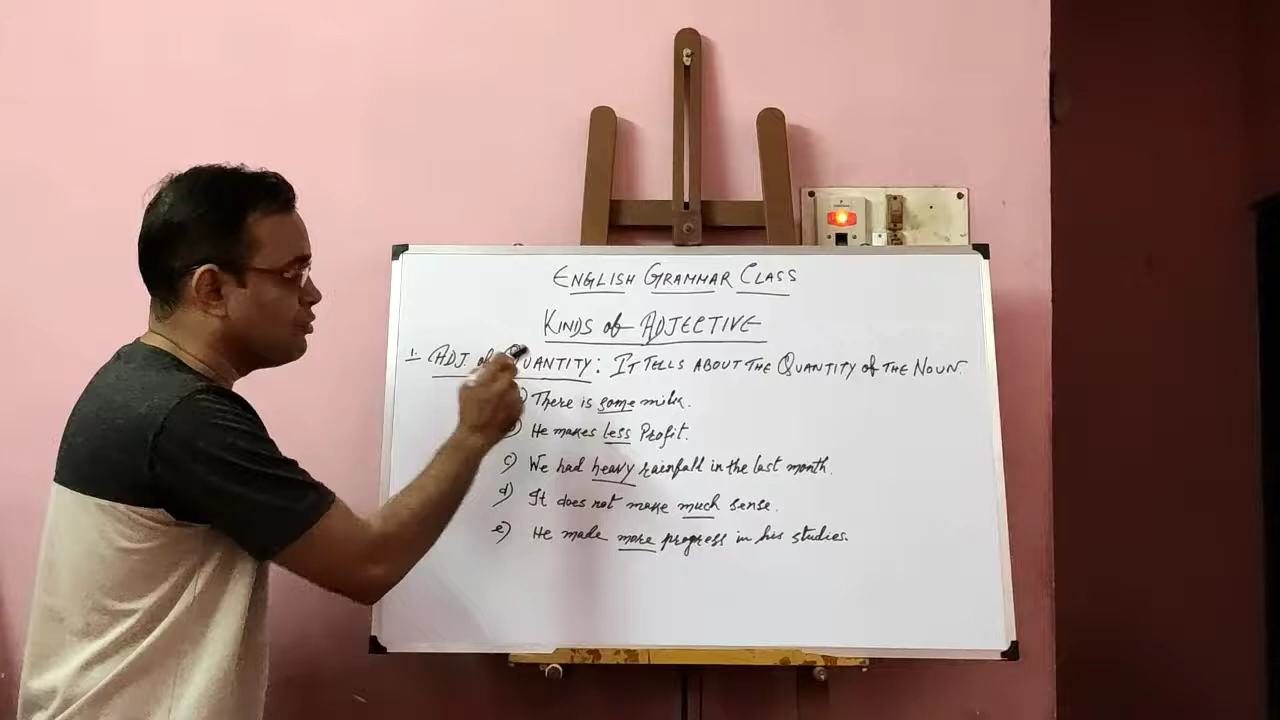 ENGLISH GRAMMAR CLASS
KINDS of ADJECTIVE
1. ADJ. of QUANTITY: IT TELLS ABOUT THE QUANTITY of THE NOUN.
There is some milk.
He makes less Profit.
c) We had heavy rainfall in the last month.
d) It does not make much sense.
e) He made more progress in his studies.